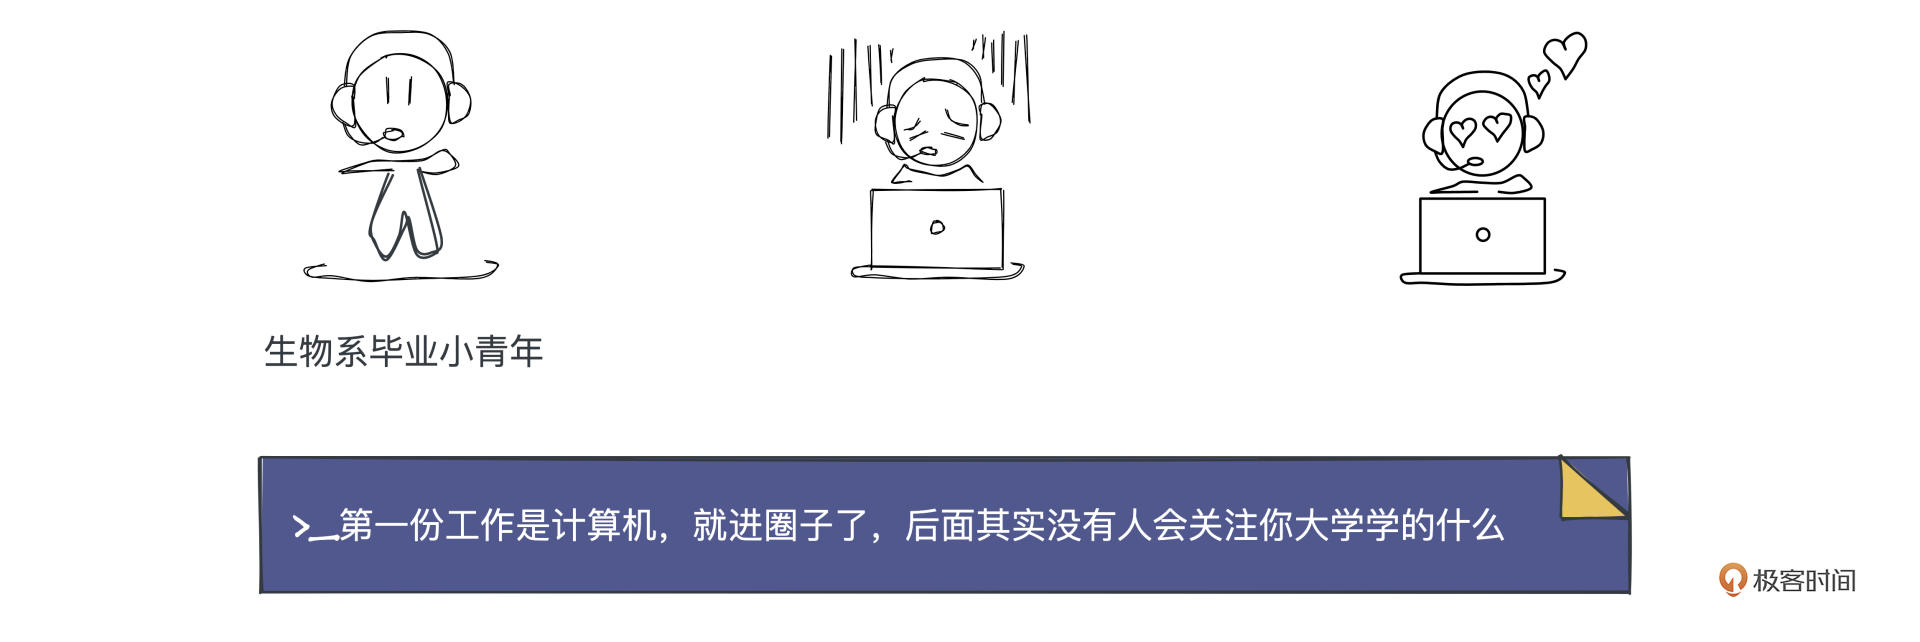 生物系毕业小青年
>_第一份工作是计算机，就进圈子了，后面其实没有人会关注你大学学的什么
极客时间